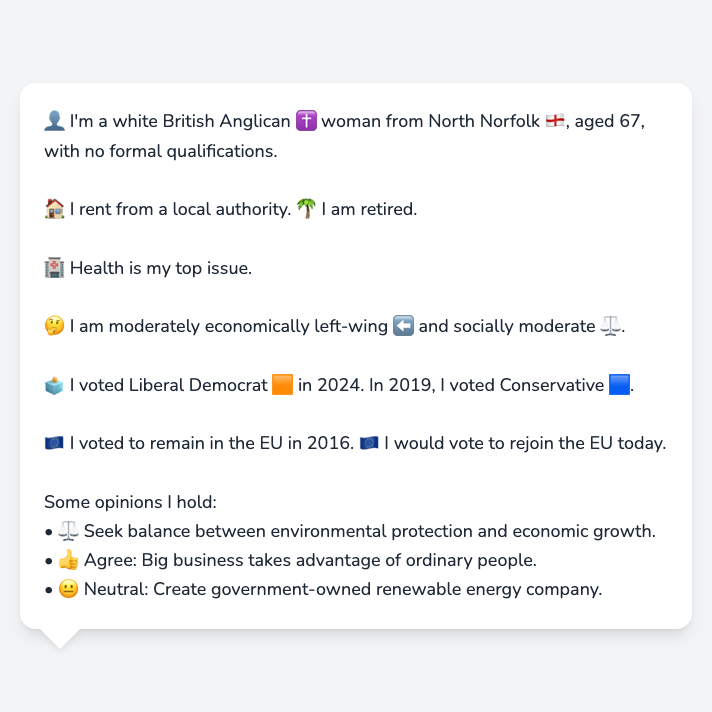 👤 I'm a white British Anglican ✝️ woman from North Norfolk 🏴󠁧󠁢󠁥󠁮󠁧󠁿, aged 67,
with no formal qualifications.
🏠 I rent from a local authority. 🌴 I am retired.
🏥 Health is my top issue.
🤔 I am moderately economically left-wing ⬅️ and socially moderate ⚖️.
🗳️ I voted Liberal Democrat 🟧 in 2024. In 2019, I voted Conservative 🟦.
🇪🇺 I voted to remain in the EU in 2016. 🇪🇺 I would vote to rejoin the EU today.
Some opinions I hold:
• ⚖️ Seek balance between environmental protection and economic growth.
• 👍 Agree: Big business takes advantage of ordinary people.
• 😐 Neutral: Create government-owned renewable energy company.